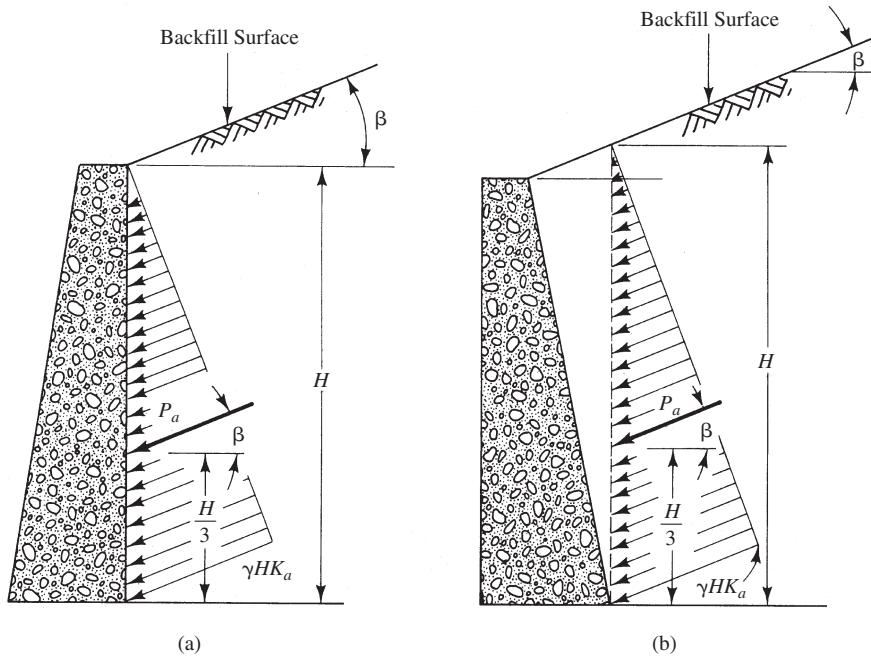 Backfill Surface
β
H
P_a
β
H/3
γHK_a
(a)
Backfill Surface
β
H
P_a
β
H/3
γHK_a
(b)